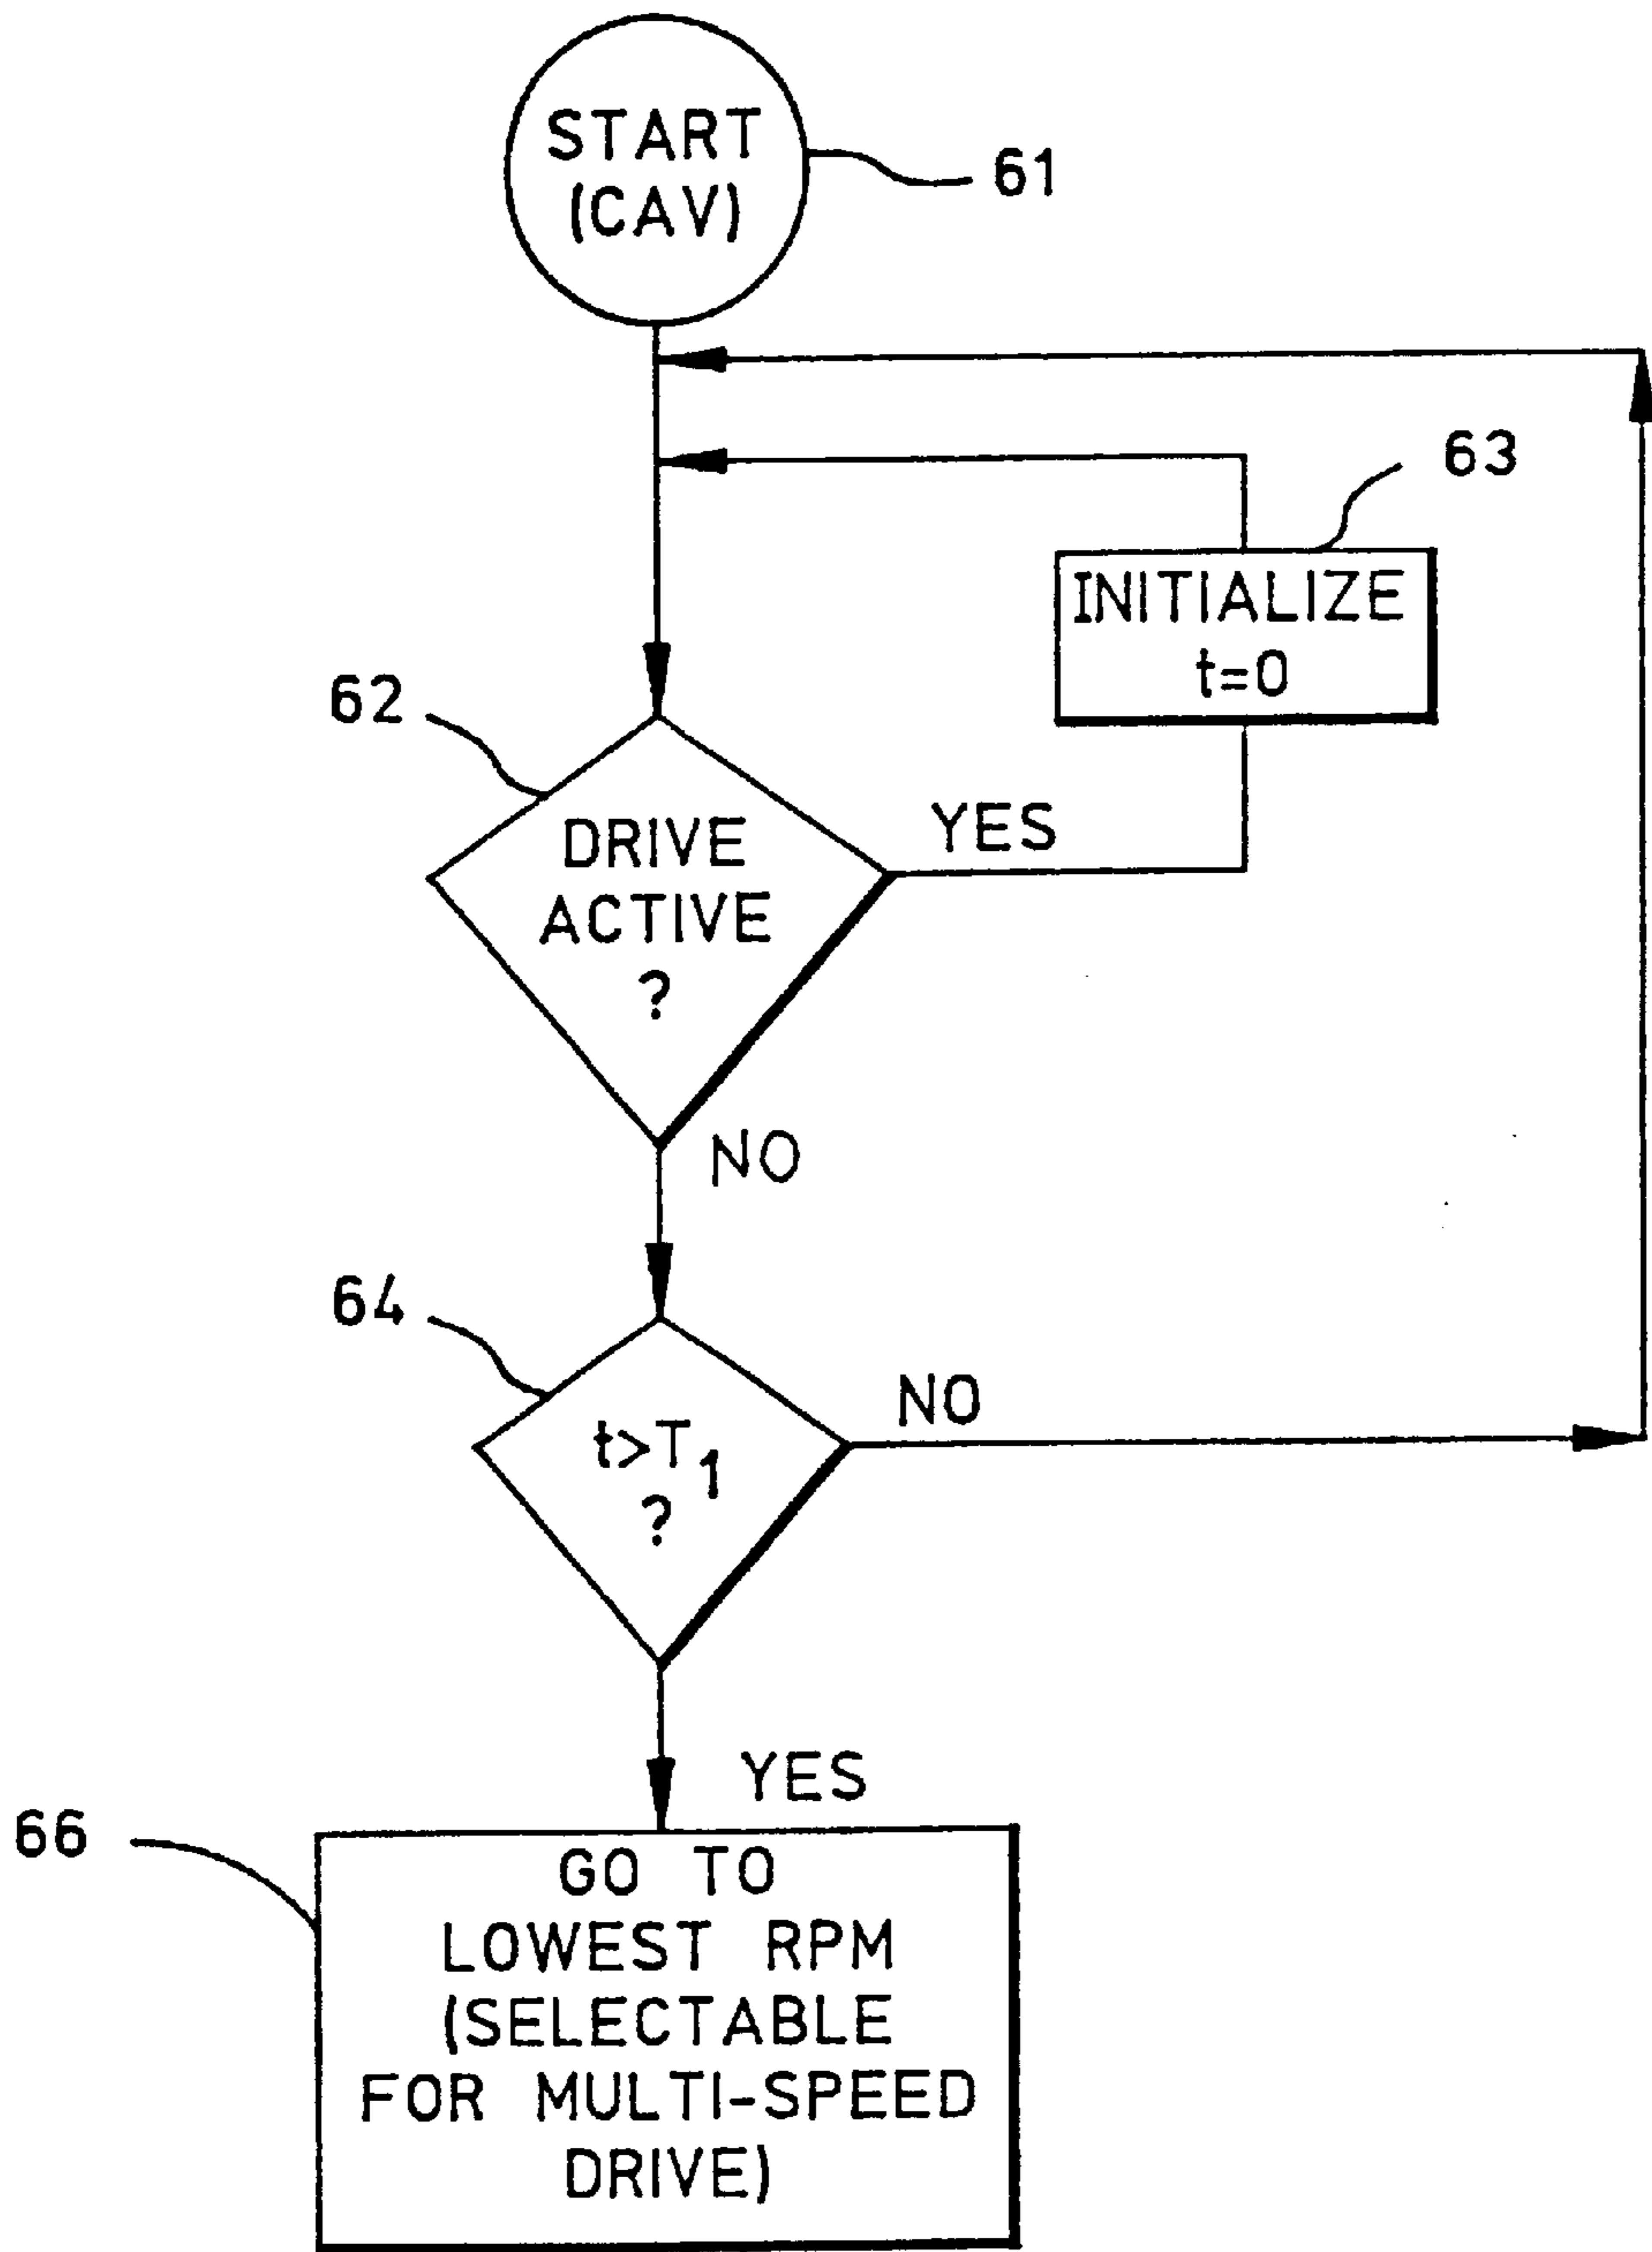 START
(CAV)
61
63
INITIALIZE
t=0
62
DRIVE
ACTIVE
?
YES
NO
64
t>T1
?
NO
YES
66
GO TO
LOWEST RPM
(SELECTABLE
FOR MULTI-SPEED
DRIVE)